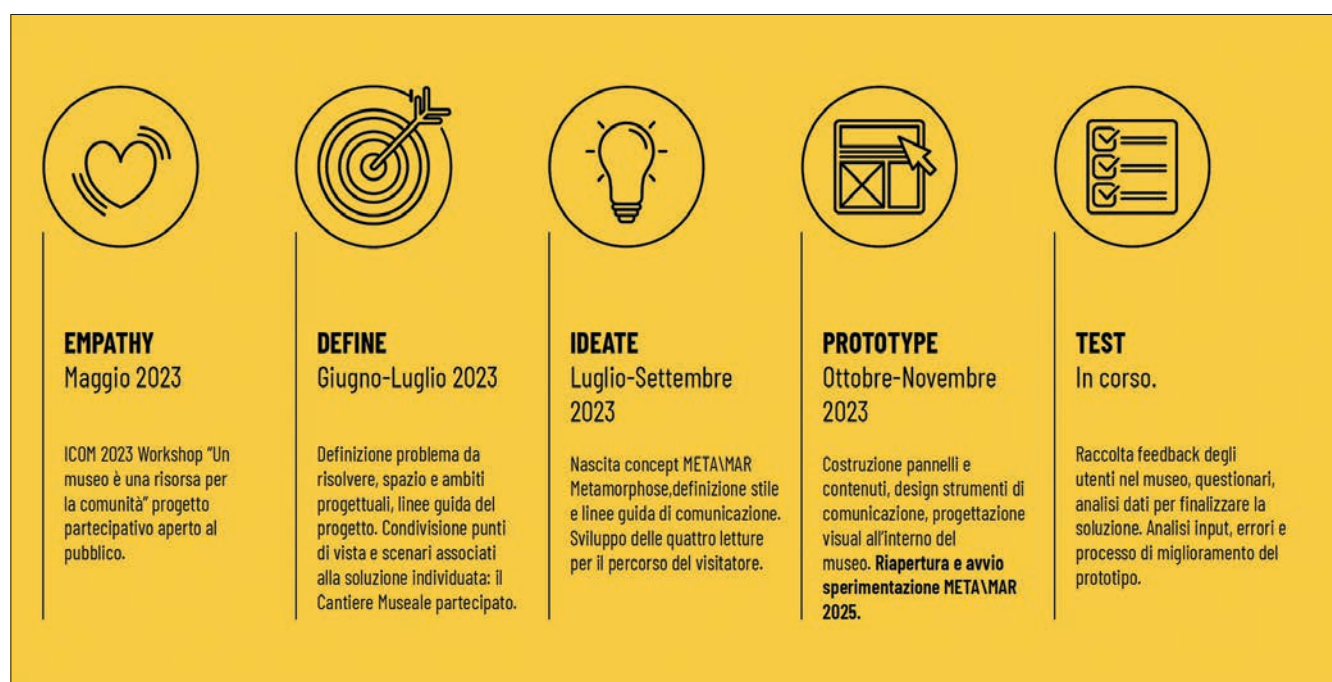 EMPATHY
Maggio 2023
ICOM 2023 Workshop “Un
museo è una risorsa per
la comunità” progetto
partecipativo aperto al
pubblico.
DEFINE
Giugno-Luglio 2023
Definizione problema da
risolvere, spazio e ambiti
progettuali, linee guida del
progetto. Condivisione punti
di vista e scenari associati
alla soluzione individuata: il
Cantiere Museale partecipato.
IDEATE
Luglio-Settembre
2023
Nascita concept META\MAR
Metamorphose,definizione stile
e linee guida di comunicazione.
Sviluppo delle quattro letture
per il percorso del visitatore.
PROTOTYPE
Ottobre-Novembre
2023
Costruzione pannelli e
contenuti, design strumenti di
comunicazione, progettazione
visual all’interno del
museo. Riapertura e avvio
sperimentazione META\MAR
2025.
TEST
In corso.
Raccolta feedback degli
utenti nel museo, questionari,
analisi dati per finalizzare la
soluzione. Analisi input, errori e
processo di miglioramento del
prototipo.